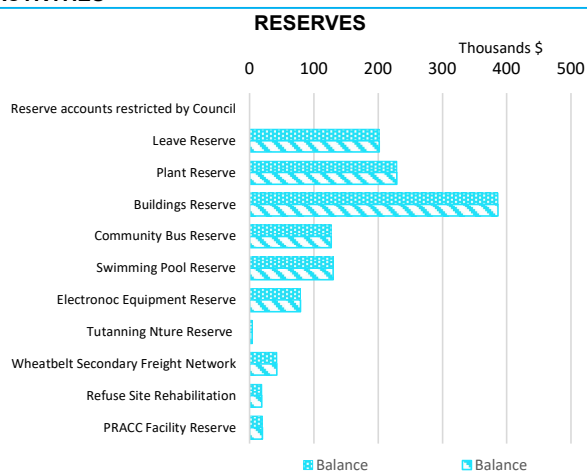 RESERVES
Thousands $
0 100 200 300 400 500
Reserve accounts restricted by Council
Leave Reserve
Plant Reserve
Buildings Reserve
Community Bus Reserve
Swimming Pool Reserve
Electronoc Equipment Reserve
Tutanning Nture Reserve
Wheatbelt Secondary Freight Network
Refuse Site Rehabilitation
PRACC Facility Reserve
Balance Balance